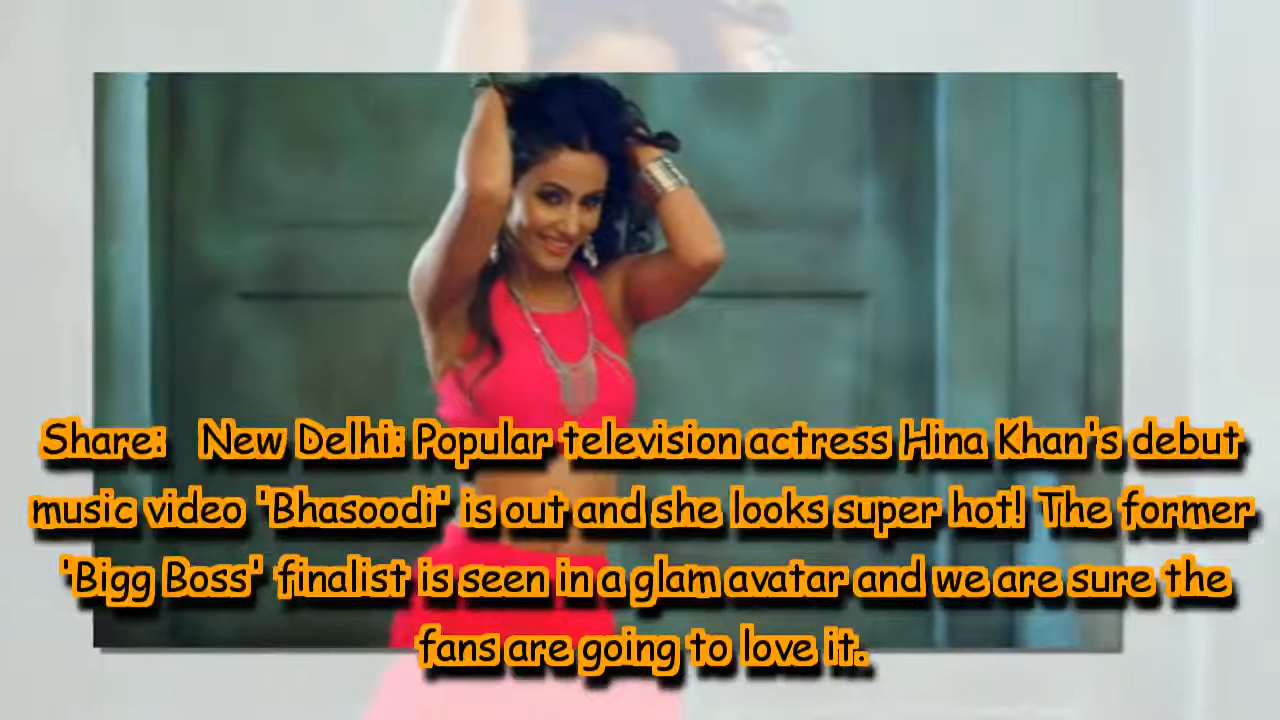 Share:   New Delhi: Popular television actress Hina Khan's debut
music video 'Bhasoodi' is out and she looks super hot! The former
'Bigg Boss' finalist is seen in a glam avatar and we are sure the
fans are going to love it.